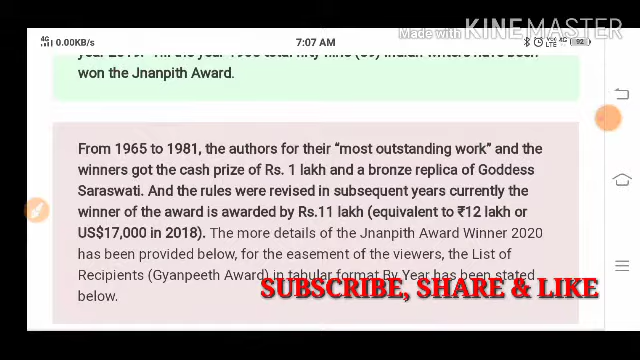 4G 0.00KB/s 7:07 AM LTE 4G 92
Made with KINEMASTER
won the Jnanpith Award.
From 1965 to 1981, the authors for their “most outstanding work” and the
winners got the cash prize of Rs. 1 lakh and a bronze replica of Goddess
Saraswati. And the rules were revised in subsequent years currently the
winner of the award is awarded by Rs.11 lakh (equivalent to ₹12 lakh or
US$17,000 in 2018). The more details of the Jnanpith Award Winner 2020
has been provided below, for the easement of the viewers, the List of
Recipients (Gyanpeeth Award) in tabular format By Year has been stated
below.
SUBSCRIBE, SHARE & LIKE